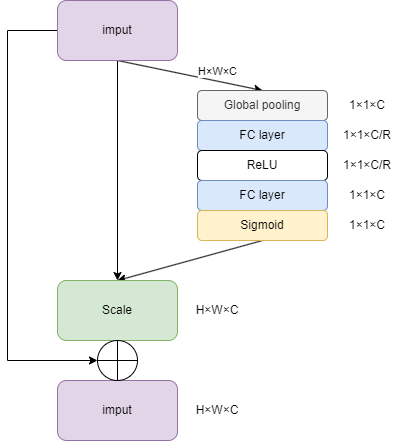 imput
H×W×C
Global pooling 1×1×C
FC layer 1×1×C/R
ReLU 1×1×C/R
FC layer 1×1×C
Sigmoid 1×1×C
Scale H×W×C
imput H×W×C